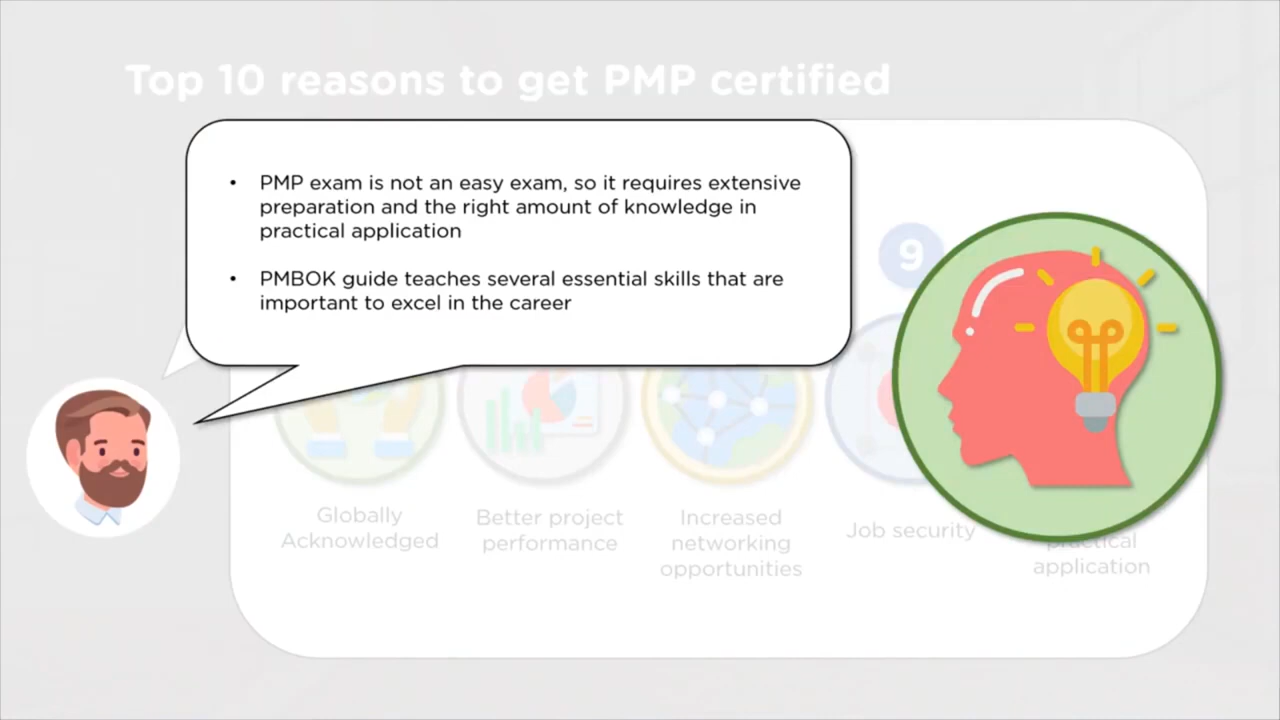 Top 10 reasons to get PMP certified
• PMP exam is not an easy exam, so it requires extensive
preparation and the right amount of knowledge in
practical application
• PMBOK guide teaches several essential skills that are
important to excel in the career
9
Globally
Acknowledged
Better project
performance
Increased
networking
opportunities
Job security
practical
application